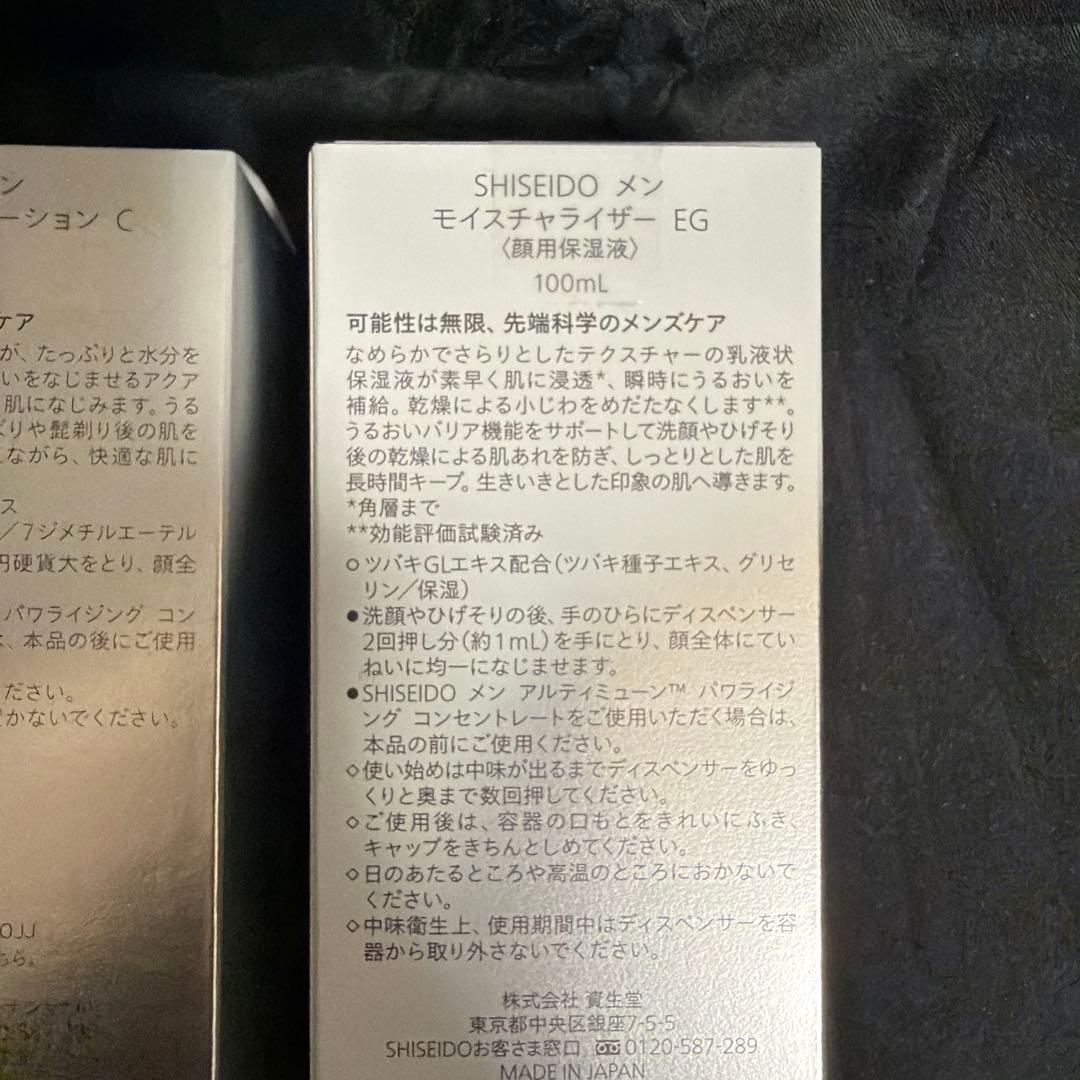 ン
ーション C
ケア
が、たっぷりと水分を
いをなじませるアクア
肌になじみます。うる
ぱりや髭剃り後の肌を
えながら、快適な肌に
ス
／7ジメチルエーテル
円硬貨大をとり、顔全
パワライジング コン
は、本品の後にご使用
ださい。
かないでください。
OJJ
ちら。
SHISEIDO メン
モイスチャライザー EG
〈顔用保湿液〉
100mL
可能性は無限、先端科学のメンズケア
なめらかでさらりとしたテクスチャーの乳液状
保湿液が素早く肌に浸透*、瞬時にうるおいを
補給。乾燥による小じわをめだたなくします**。
うるおいバリア機能をサポートして洗顔やひげそり
後の乾燥による肌あれを防ぎ、しっとりとした肌を
長時間キープ。生きいきとした印象の肌へ導きます。
*角層まで
**効能評価試験済み
○ツバキGLエキス配合（ツバキ種子エキス、グリセ
リン／保湿）
●洗顔やひげそりの後、手のひらにディスペンサー
2回押し分（約1mL）を手にとり、顔全体にてい
ねいに均一になじませます。
●SHISEIDO メン アルティミューン™ パワライジ
ング コンセントレートをご使用いただく場合は、
本品の前にご使用ください。
◇使い始めは中味が出るまでディスペンサーをゆっ
くりと奥まで数回押してください。
◇ご使用後は、容器の口もとをきれいにふき、
キャップをきちんとしめてください。
◇日のあたるところや高温のところにおかないで
ください。
◇中味衛生上、使用期間中はディスペンサーを容
器から取り外さないでください。
株式会社 資生堂
東京都中央区銀座7-5-5
SHISEIDOお客さま窓口 0120-587-289
MADE IN JAPAN